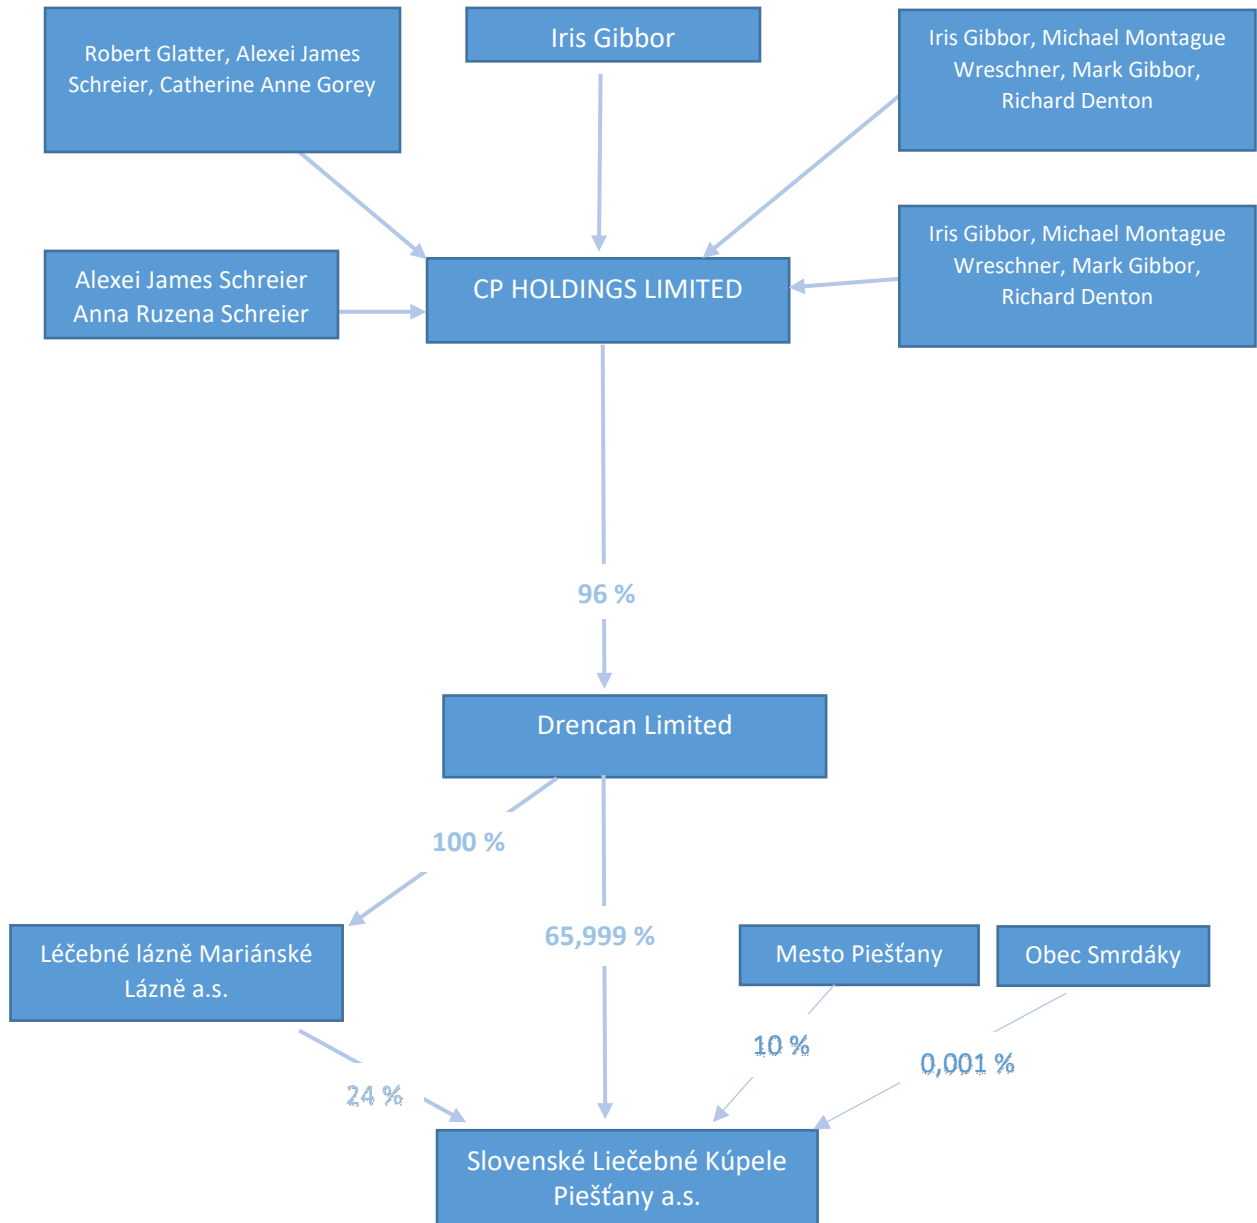 Robert Glatter, Alexei James
Schreier, Catherine Anne Gorey
Iris Gibbor
Iris Gibbor, Michael Montague
Wreschner, Mark Gibbor,
Richard Denton
Alexei James Schreier
Anna Ruzena Schreier
CP HOLDINGS LIMITED
Iris Gibbor, Michael Montague
Wreschner, Mark Gibbor,
Richard Denton
96 %
Drencan Limited
100 %
65,999 %
Léčebné lázně Mariánské
Lázně a.s.
Mesto Piešťany
Obec Smrdáky
24 %
10 %
0,001 %
Slovenské Liečebné Kúpele
Piešťany a.s.